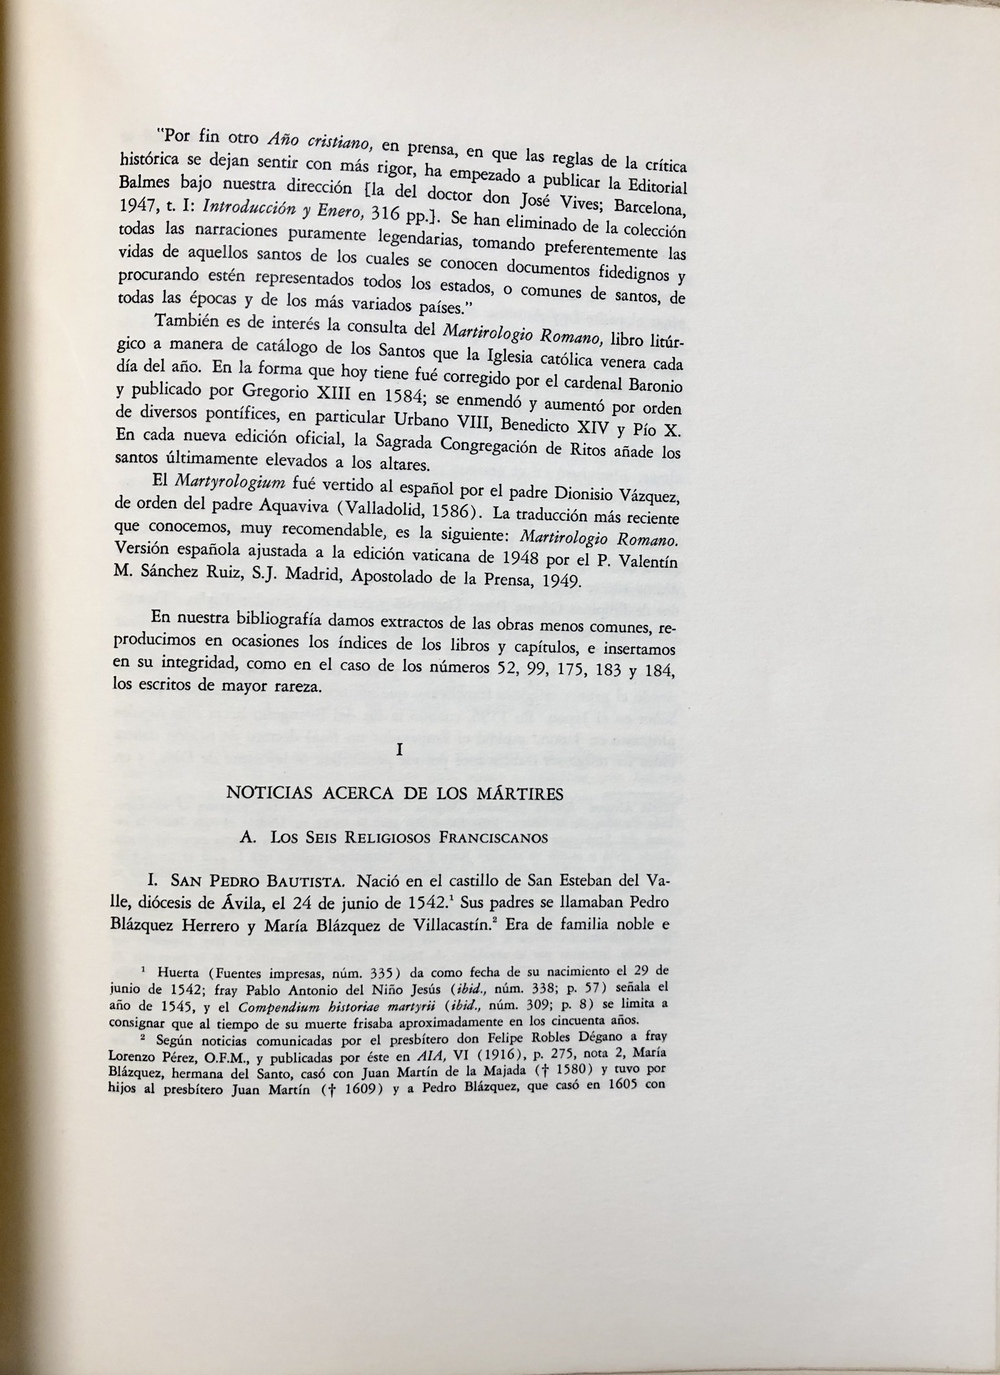 "Por fin otro Año cristiano, en prensa, en que las reglas de la crítica
histórica se dejan sentir con más rigor, ha empezado a publicar la Editorial
Balmes bajo nuestra dirección [la del doctor don José Vives; Barcelona,
1947, t. I: Introducción y Enero, 316 pp.]. Se han eliminado de la colección
todas las narraciones puramente legendarias, tomando preferentemente las
vidas de aquellos santos de los cuales se conocen documentos fidedignos y
procurando estén representados todos los estados, o comunes de santos, de
todas las épocas y de los más variados países."
También es de interés la consulta del Martirologio Romano, libro litúr-
gico a manera de catálogo de los Santos que la Iglesia católica venera cada
día del año. En la forma que hoy tiene fué corregido por el cardenal Baronio
y publicado por Gregorio XIII en 1584; se enmendó y aumentó por orden
de diversos pontífices, en particular Urbano VIII, Benedicto XIV y Pío X.
En cada nueva edición oficial, la Sagrada Congregación de Ritos añade los
santos últimamente elevados a los altares.
El Martyrologium fué vertido al español por el padre Dionisio Vázquez,
de orden del padre Aquaviva (Valladolid, 1586). La traducción más reciente
que conocemos, muy recomendable, es la siguiente: Martirologio Romano.
Versión española ajustada a la edición vaticana de 1948 por el P. Valentín
M. Sánchez Ruiz, S.J. Madrid, Apostolado de la Prensa, 1949.
En nuestra bibliografía damos extractos de las obras menos comunes, re-
producimos en ocasiones los índices de los libros y capítulos, e insertamos
en su integridad, como en el caso de los números 52, 99, 175, 183 y 184,
los escritos de mayor rareza.
I
NOTICIAS ACERCA DE LOS MÁRTIRES
A. LOS SEIS RELIGIOSOS FRANCISCANOS
I. SAN PEDRO BAUTISTA. Nació en el castillo de San Esteban del Va-
lle, diócesis de Ávila, el 24 de junio de 1542.¹ Sus padres se llamaban Pedro
Blázquez Herrero y María Blázquez de Villacastín.² Era de familia noble e
¹ Huerta (Fuentes impresas, núm. 335) da como fecha de su nacimiento el 29 de
junio de 1542; fray Pablo Antonio del Niño Jesús (ibid., núm. 338; p. 57) señala el
año de 1545, y el Compendium historiae martyrii (ibid., núm. 309; p. 8) se limita a
consignar que al tiempo de su muerte frisaba aproximadamente en los cincuenta años.
² Según noticias comunicadas por el presbítero don Felipe Robles Dégano a fray
Lorenzo Pérez, O.F.M., y publicadas por éste en AIA, VI (1916), p. 275, nota 2, María
Blázquez, hermana del Santo, casó con Juan Martín de la Majada († 1580) y tuvo por
hijos al presbítero Juan Martín († 1609) y a Pedro Blázquez, que casó en 1605 con